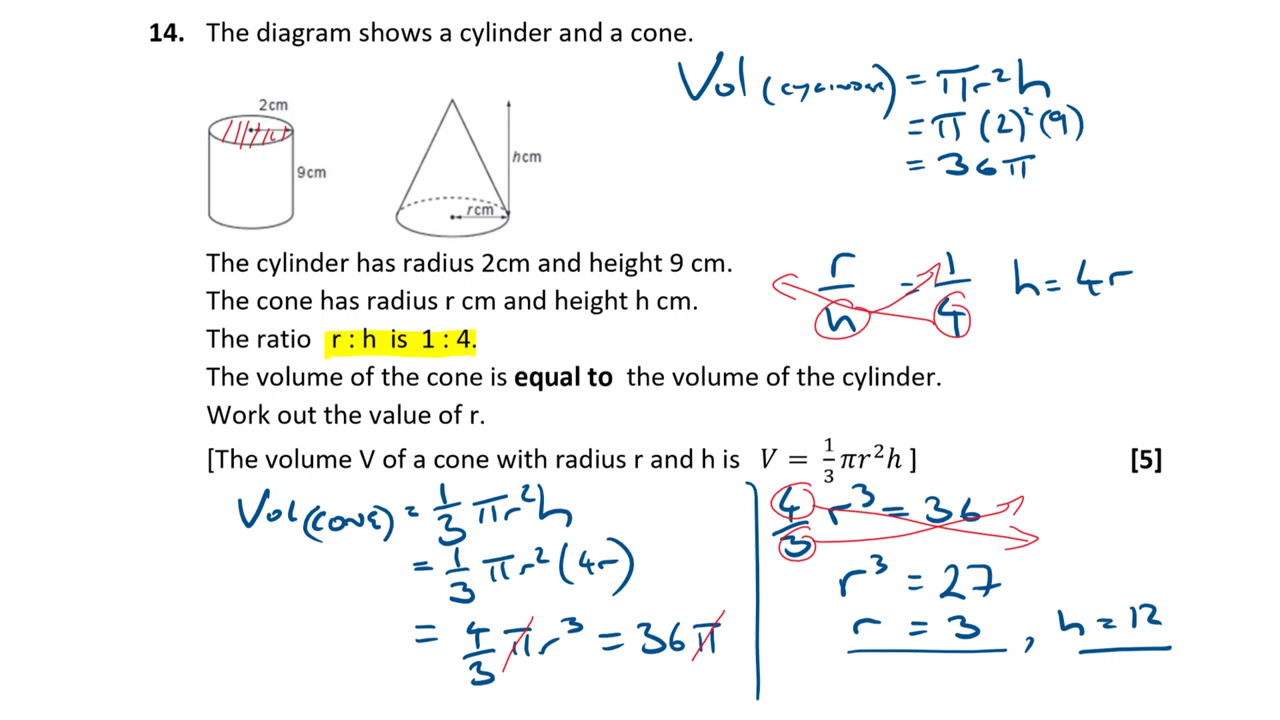 14. The diagram shows a cylinder and a cone.
Vol (cylinder) = πr²h
= π (2)² (9)
= 36π
2cm
9cm
hcm
rcm
The cylinder has radius 2cm and height 9 cm.
The cone has radius r cm and height h cm.
The ratio r : h is 1 : 4.
r/h = 1/4 h = 4r
The volume of the cone is equal to the volume of the cylinder.
Work out the value of r.
[The volume V of a cone with radius r and h is V = 1/3 πr²h ] [5]
Vol (CONE) = 1/3 πr²h
= 1/3 πr² (4r)
= 4/3 πr³ = 36π
4/3 r³ = 36
r³ = 27
r = 3 , h = 12